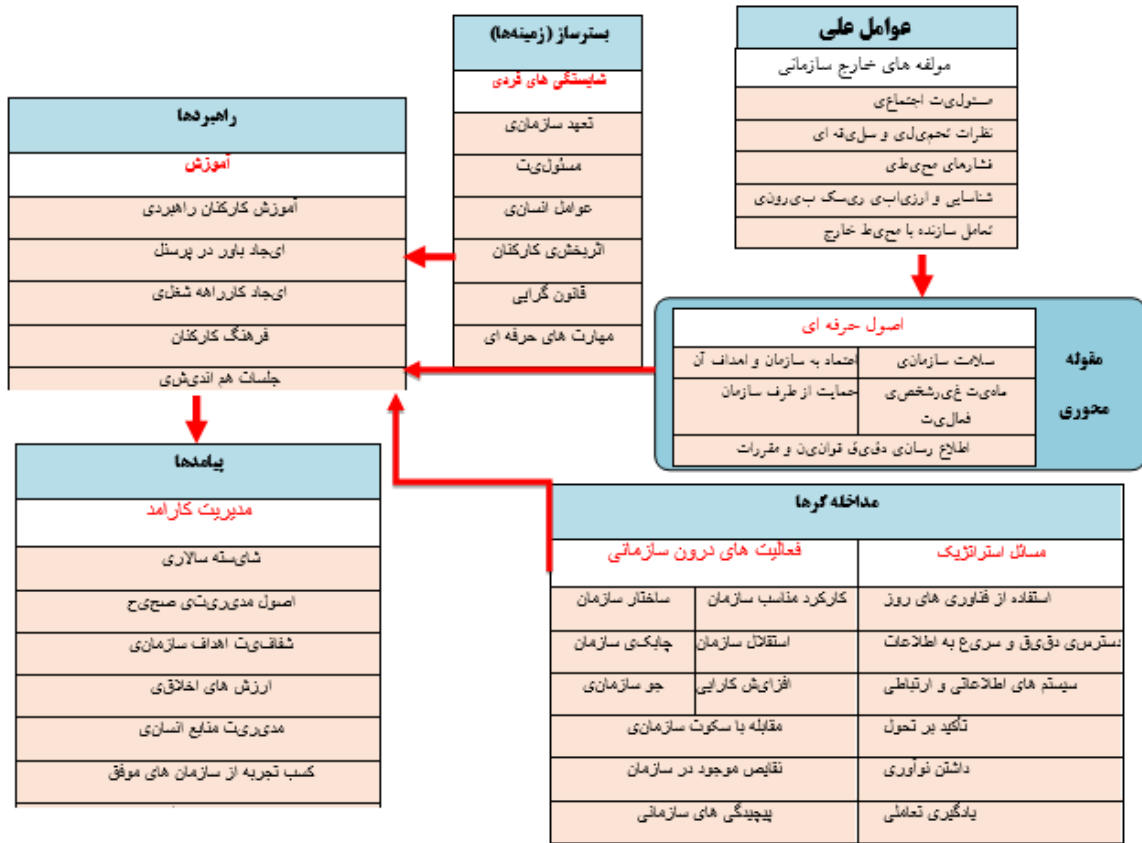 عوامل علی
مولفه های خارج سازمانی
مسئولیت اجتماعی
نظرات تحمیلی و سلیقه ای
فشارهای محیطی
شناسایی و ارزیابی ریسک بیرونی
تعامل سازنده با محیط خارج
بسترساز (زمینه‌ها)
شایستگی های فردی
تعهد سازمانی
مسئولیت
عوامل انسانی
اثربخشی کارکنان
قانون گرایی
مهارت های حرفه ای
راهبردها
آموزش
آموزش کارکنان راهبردی
ایجاد باور در پرسنل
ایجاد کارراهه شغلی
فرهنگ کارکنان
جلسات هم اندیشی
مقوله
محوری
اصول حرفه ای
سلامت سازمانی
اعتماد به سازمان و اهداف آن
ماهیت غیرشخصی
فعالیت
حمایت از طرف سازمان
اطلاع رسانی دقیق قوانین و مقررات
پیامدها
مدیریت کارامد
شایسته سالاری
اصول مدیریتی صحیح
شفافیت اهداف سازمانی
ارزش های اخلاقی
مدیریت منابع انسانی
کسب تجربه از سازمان های موفق
مداخله گرها
مسائل استراتژیک
فعالیت های درون سازمانی
استفاده از فناوری های روز
کارکرد مناسب سازمان
ساختار سازمان
دسترسی دقیق و سریع به اطلاعات
استقلال سازمان
چابکی سازمان
سیستم های اطلاعاتی و ارتباطی
افزایش کارایی
جو سازمانی
تأکید بر تحول
مقابله با سکوت سازمانی
داشتن نوآوری
نقایص موجود در سازمان
یادگیری تعاملی
پیچیدگی های سازمانی